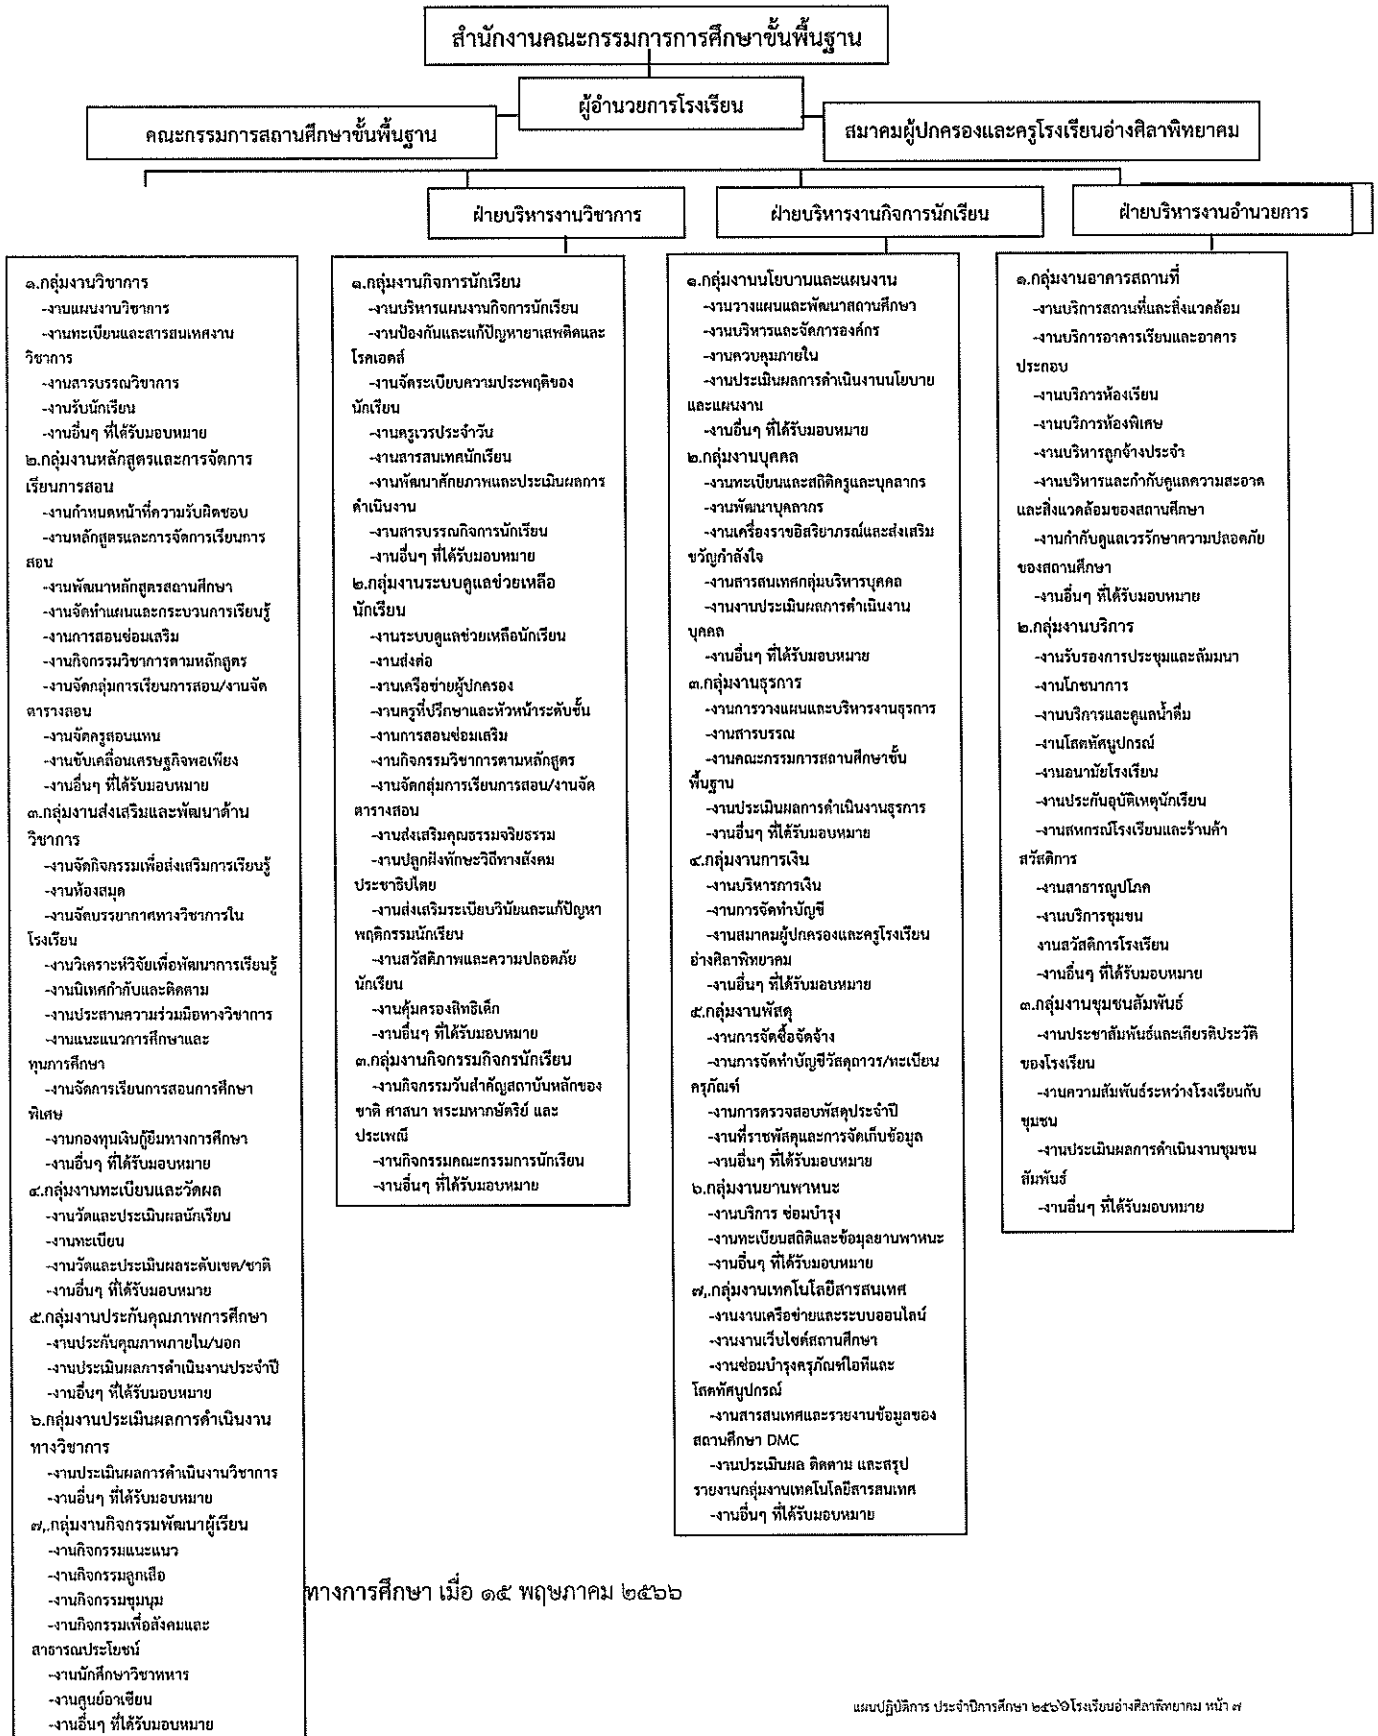 สำนักงานคณะกรรมการการศึกษาขั้นพื้นฐาน
ผู้อำนวยการโรงเรียน
คณะกรรมการสถานศึกษาขั้นพื้นฐาน
สมาคมผู้ปกครองและครูโรงเรียนอ่างศิลาพิทยาคม
ฝ่ายบริหารงานวิชาการ
ฝ่ายบริหารงานกิจการนักเรียน
ฝ่ายบริหารงานอำนวยการ
๑.กลุ่มงานวิชาการ
-งานแผนงานวิชาการ
-งานทะเบียนและสารสนเทศงาน
วิชาการ
-งานสารบรรณวิชาการ
-งานรับนักเรียน
-งานอื่นๆ ที่ได้รับมอบหมาย
๒.กลุ่มงานหลักสูตรและการจัดการ
เรียนการสอน
-งานกำหนดหน้าที่ความรับผิดชอบ
-งานหลักสูตรและการจัดการเรียนการ
สอน
-งานพัฒนาหลักสูตรสถานศึกษา
-งานจัดทำแผนและกระบวนการเรียนรู้
-งานการสอนซ่อมเสริม
-งานกิจกรรมวิชาการตามหลักสูตร
-งานจัดกลุ่มการเรียนการสอน/งานจัด
ตารางสอน
-งานจัดครูสอนแทน
-งานขับเคลื่อนเศรษฐกิจพอเพียง
-งานอื่นๆ ที่ได้รับมอบหมาย
๓.กลุ่มงานส่งเสริมและพัฒนาด้าน
วิชาการ
-งานจัดกิจกรรมเพื่อส่งเสริมการเรียนรู้
-งานห้องสมุด
-งานจัดบรรยากาศทางวิชาการใน
โรงเรียน
-งานวิเคราะห์วิจัยเพื่อพัฒนาการเรียนรู้
-งานนิเทศกำกับและติดตาม
-งานประสานความร่วมมือทางวิชาการ
-งานแนะแนวการศึกษาและ
ทุนการศึกษา
-งานจัดการเรียนการสอนการศึกษา
พิเศษ
-งานกองทุนเงินกู้ยืมทางการศึกษา
-งานอื่นๆ ที่ได้รับมอบหมาย
๔.กลุ่มงานทะเบียนและวัดผล
-งานวัดและประเมินผลนักเรียน
-งานทะเบียน
-งานวัดและประเมินผลระดับเขต/ชาติ
-งานอื่นๆ ที่ได้รับมอบหมาย
๕.กลุ่มงานประกันคุณภาพการศึกษา
-งานประกันคุณภาพภายใน/นอก
-งานประเมินผลการดำเนินงานประจำปี
-งานอื่นๆ ที่ได้รับมอบหมาย
๖.กลุ่มงานประเมินผลการดำเนินงาน
ทางวิชาการ
-งานประเมินผลการดำเนินงานวิชาการ
-งานอื่นๆ ที่ได้รับมอบหมาย
๗,.กลุ่มงานกิจกรรมพัฒนาผู้เรียน
-งานกิจกรรมแนะแนว
-งานกิจกรรมลูกเสือ
-งานกิจกรรมชุมนุม
-งานกิจกรรมเพื่อสังคมและ
สาธารณประโยชน์
-งานนักศึกษาวิชาทหาร
-งานศูนย์อาเซียน
-งานอื่นๆ ที่ได้รับมอบหมาย
๑.กลุ่มงานกิจการนักเรียน
-งานบริหารแผนงานกิจการนักเรียน
-งานป้องกันและแก้ปัญหายาเสพติดและ
โรคเอดส์
-งานจัดระเบียบความประพฤติของ
นักเรียน
-งานครูเวรประจำวัน
-งานสารสนเทศนักเรียน
-งานพัฒนาศักยภาพและประเมินผลการ
ดำเนินงาน
-งานสารบรรณกิจการนักเรียน
-งานอื่นๆ ที่ได้รับมอบหมาย
๒.กลุ่มงานระบบดูแลช่วยเหลือ
นักเรียน
-งานระบบดูแลช่วยเหลือนักเรียน
-งานส่งต่อ
-งานเครือข่ายผู้ปกครอง
-งานครูที่ปรึกษาและหัวหน้าระดับชั้น
-งานการสอนซ่อมเสริม
-งานกิจกรรมวิชาการตามหลักสูตร
-งานจัดกลุ่มการเรียนการสอน/งานจัด
ตารางสอน
-งานส่งเสริมคุณธรรมจริยธรรม
-งานปลูกฝังทักษะวิถีทางสังคม
ประชาธิปไตย
-งานส่งเสริมระเบียบวินัยและแก้ปัญหา
พฤติกรรมนักเรียน
-งานสวัสดิภาพและความปลอดภัย
นักเรียน
-งานคุ้มครองสิทธิเด็ก
-งานอื่นๆ ที่ได้รับมอบหมาย
๓.กลุ่มงานกิจกรรมกิจกรนักเรียน
-งานกิจกรรมวันสำคัญสถาบันหลักของ
ชาติ ศาสนา พระมหากษัตริย์ และ
ประเพณี
-งานกิจกรรมคณะกรรมการนักเรียน
-งานอื่นๆ ที่ได้รับมอบหมาย
๑.กลุ่มงานนโยบานและแผนงาน
-งานวางแผนและพัฒนาสถานศึกษา
-งานบริหารและจัดการองค์กร
-งานควบคุมภายใน
-งานประเมินผลการดำเนินงานนโยบาย
และแผนงาน
-งานอื่นๆ ที่ได้รับมอบหมาย
๒.กลุ่มงานบุคคล
-งานทะเบียนและสถิติครูและบุคลากร
-งานพัฒนาบุคลากร
-งานเครื่องราชอิสริยาภรณ์และส่งเสริม
ขวัญกำลังใจ
-งานสารสนเทศกลุ่มบริหารบุคคล
-งานงานประเมินผลการดำเนินงาน
บุคคล
-งานอื่นๆ ที่ได้รับมอบหมาย
๓.กลุ่มงานธุรการ
-งานการวางแผนและบริหารงานธุรการ
-งานสารบรรณ
-งานคณะกรรมการสถานศึกษาขั้น
พื้นฐาน
-งานประเมินผลการดำเนินงานธุรการ
-งานอื่นๆ ที่ได้รับมอบหมาย
๔.กลุ่มงานการเงิน
-งานบริหารการเงิน
-งานการจัดทำบัญชี
-งานสมาคมผู้ปกครองและครูโรงเรียน
อ่างศิลาพิทยาคม
-งานอื่นๆ ที่ได้รับมอบหมาย
๕.กลุ่มงานพัสดุ
-งานการจัดซื้อจัดจ้าง
-งานการจัดทำบัญชีวัสดุถาวร/ทะเบียน
ครุภัณฑ์
-งานการตรวจสอบพัสดุประจำปี
-งานที่ราชพัสดุและการจัดเก็บข้อมูล
-งานอื่นๆ ที่ได้รับมอบหมาย
๖.กลุ่มงานยานพาหนะ
-งานบริการ ซ่อมบำรุง
-งานทะเบียนสถิติและข้อมุลยานพาหนะ
-งานอื่นๆ ที่ได้รับมอบหมาย
๗,.กลุ่มงานเทคโนโลยีสารสนเทศ
-งานงานเครือข่ายและระบบออนไลน์
-งานงานเว็บไซต์สถานศึกษา
-งานซ่อมบำรุงครุภัณฑ์ไอทีและ
โสตทัศนูปกรณ์
-งานสารสนเทศและรายงานข้อมูลของ
สถานศึกษา DMC
-งานประเมินผล ติดตาม และสรุป
รายงานกลุ่มงานเทคโนโลยีสารสนเทศ
-งานอื่นๆ ที่ได้รับมอบหมาย
๑.กลุ่มงานอาคารสถานที่
-งานบริการสถานที่และสิ่งแวดล้อม
-งานบริการอาคารเรียนและอาคาร
ประกอบ
-งานบริการห้องเรียน
-งานบริการห้องพิเศษ
-งานบริหารลูกจ้างประจำ
-งานบริหารและกำกับดูแลความสะอาด
และสิ่งแวดล้อมของสถานศึกษา
-งานกำกับดูแลเวรรักษาความปลอดภัย
ของสถานศึกษา
-งานอื่นๆ ที่ได้รับมอบหมาย
๒.กลุ่มงานบริการ
-งานรับรองการประชุมและสัมมนา
-งานโภชนาการ
-งานบริการและดูแลน้ำดื่ม
-งานโสตทัศนูปกรณ์
-งานอนามัยโรงเรียน
-งานประกันอุบัติเหตุนักเรียน
-งานสหกรณ์โรงเรียนและร้านค้า
สวัสดิการ
-งานสาธารณูปโภค
-งานบริการชุมชน
งานสวัสดิการโรงเรียน
-งานอื่นๆ ที่ได้รับมอบหมาย
๓.กลุ่มงานชุมชนสัมพันธ์
-งานประชาสัมพันธ์และเกียรติประวัติ
ของโรงเรียน
-งานความสัมพันธ์ระหว่างโรงเรียนกับ
ชุมชน
-งานประเมินผลการดำเนินงานชุมชน
สัมพันธ์
-งานอื่นๆ ที่ได้รับมอบหมาย
ทางการศึกษา เมื่อ ๑๕ พฤษภาคม ๒๕๖๖
แผนปฏิบัติการ ประจำปีการศึกษา ๒๕๖๖โรงเรียนอ่างศิลาพิทยาคม หน้า ๗